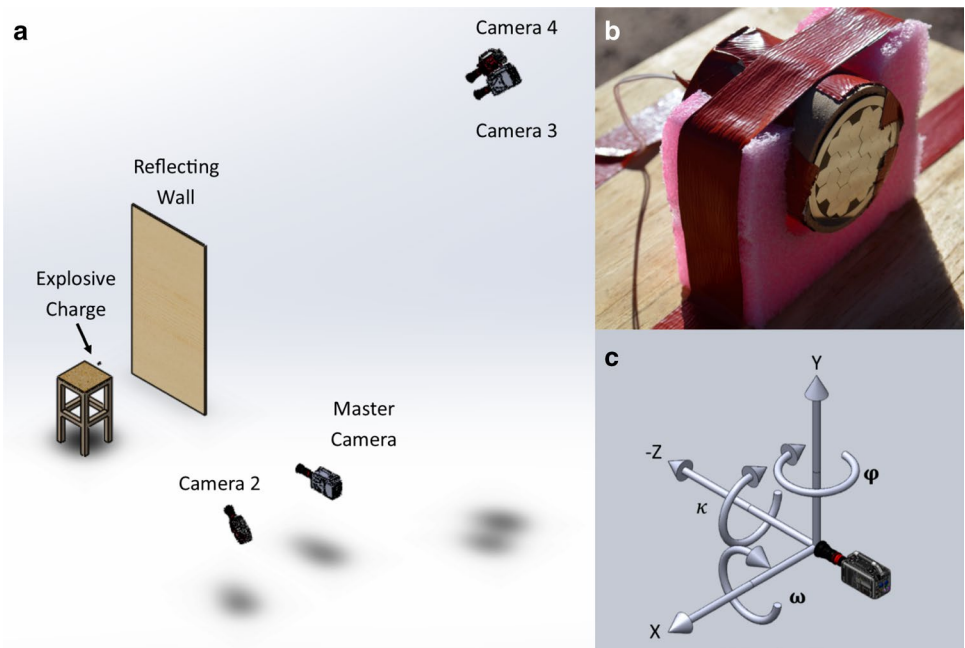 a
Camera 4
Camera 3
Reflecting
Wall
Explosive
Charge
Master
Camera
Camera 2
b
c
Y
-Z
φ
κ
ω
X